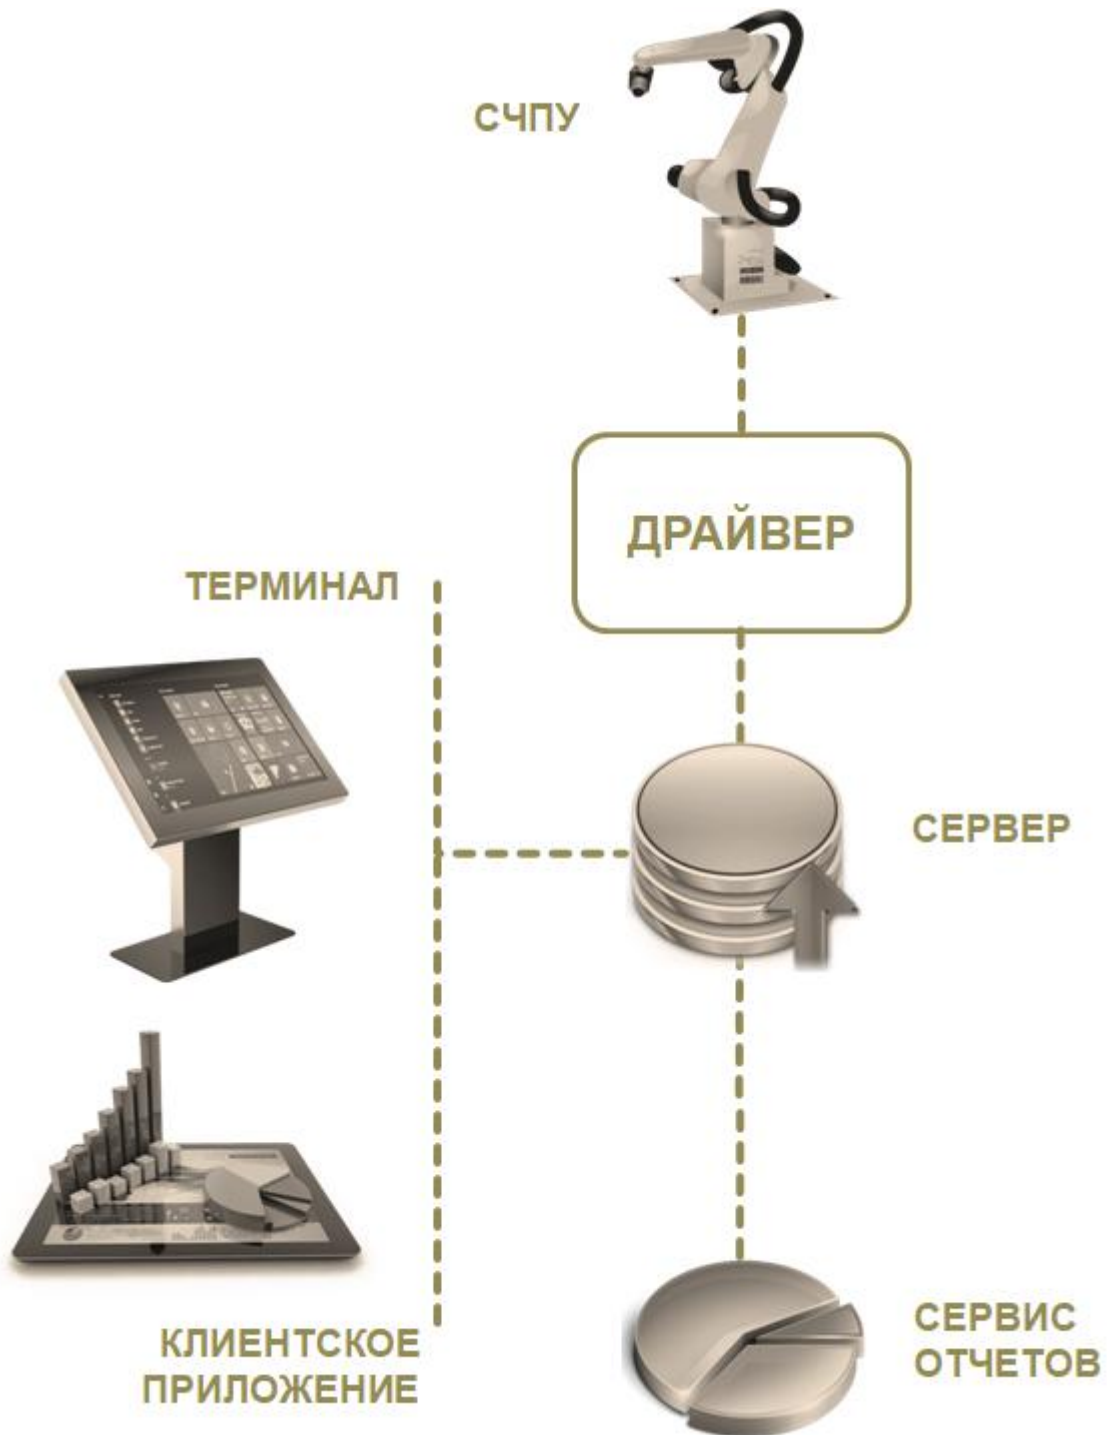 СЧПУ
ДРАЙВЕР
ТЕРМИНАЛ
СЕРВЕР
КЛИЕНТСКОЕ
ПРИЛОЖЕНИЕ
СЕРВИС
ОТЧЕТОВ